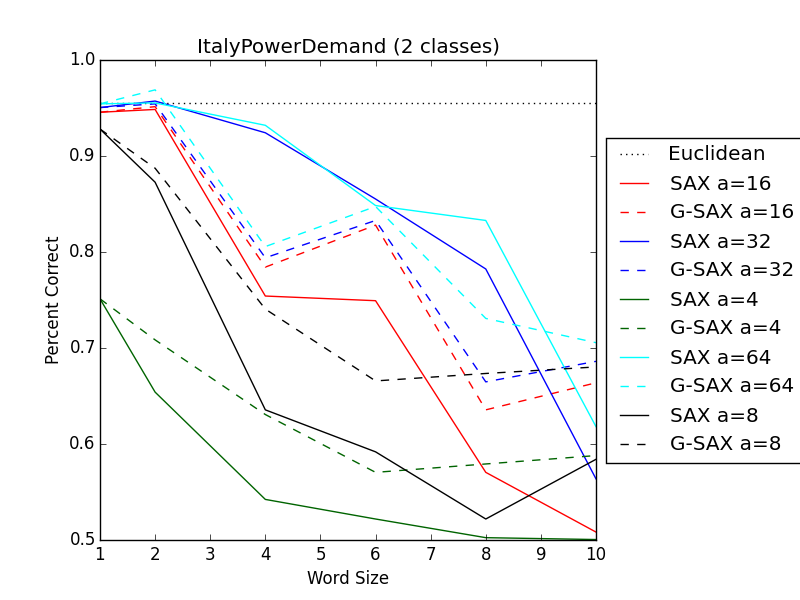 ItalyPowerDemand (2 classes)
1.0
0.9
0.8
0.7
0.6
0.5
Percent Correct
1 2 3 4 5 6 7 8 9 10
Word Size
Euclidean
SAX a=16
G-SAX a=16
SAX a=32
G-SAX a=32
SAX a=4
G-SAX a=4
SAX a=64
G-SAX a=64
SAX a=8
G-SAX a=8